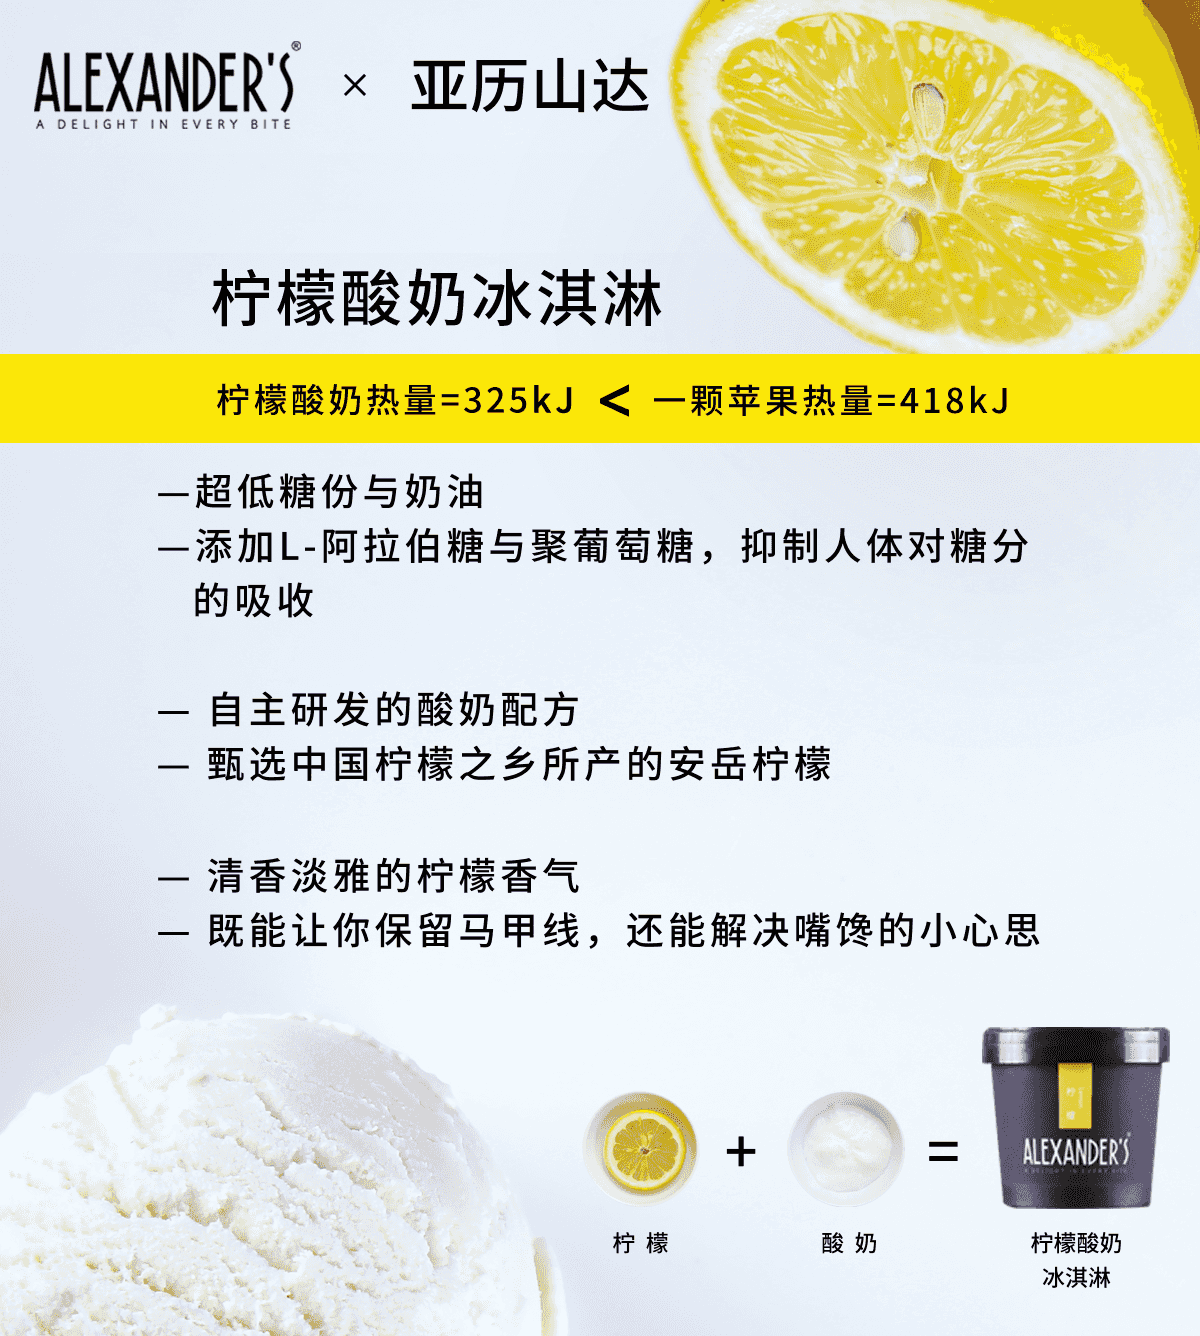 ALEXANDER'S® × 亚历山达
A DELIGHT IN EVERY BITE
柠檬酸奶冰淇淋
柠檬酸奶热量=325kJ < 一颗苹果热量=418kJ
—超低糖份与奶油
—添加L-阿拉伯糖与聚葡萄糖，抑制人体对糖分
的吸收
— 自主研发的酸奶配方
— 甄选中国柠檬之乡所产的安岳柠檬
— 清香淡雅的柠檬香气
— 既能让你保留马甲线，还能解决嘴馋的小心思
+ =
柠檬
ALEXANDER'S
A DELIGHT IN EVERY BITE
柠 檬
酸 奶
柠檬酸奶
冰淇淋